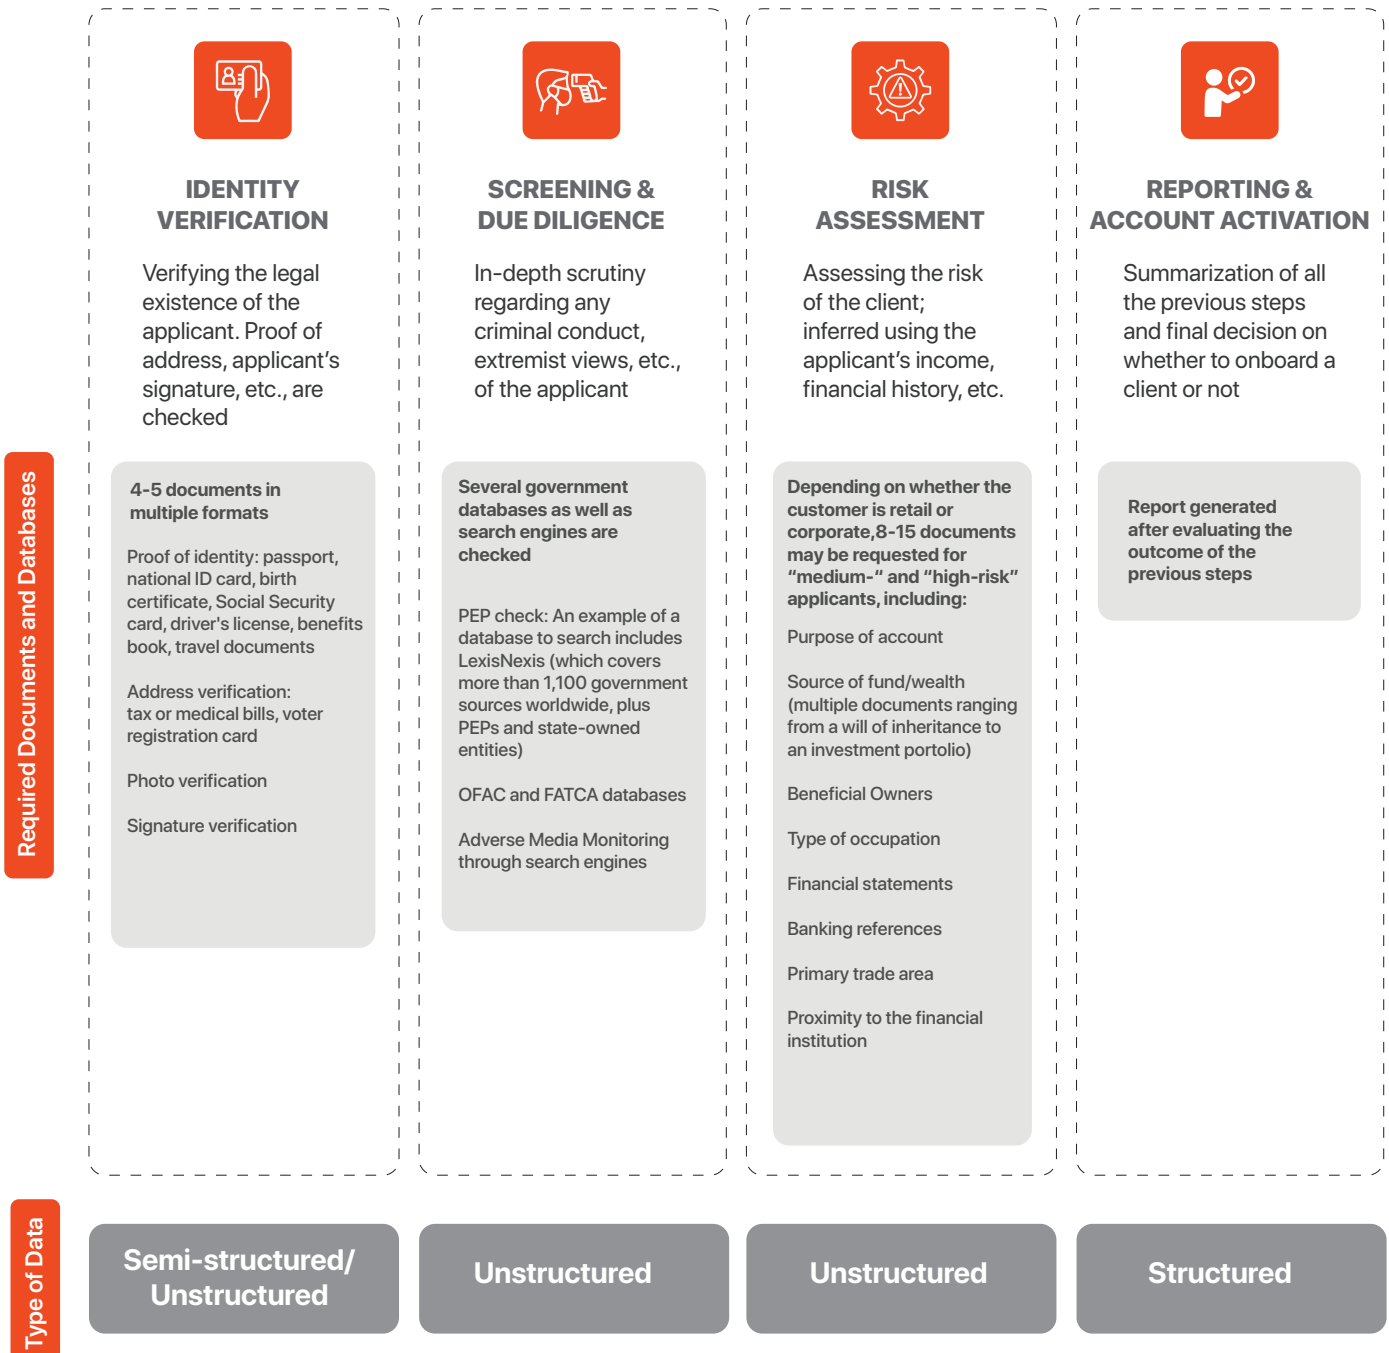 IDENTITY
VERIFICATION
Verifying the legal
existence of the
applicant. Proof of
address, applicant’s
signature, etc., are
checked
SCREENING &
DUE DILIGENCE
In-depth scrutiny
regarding any
criminal conduct,
extremist views, etc.,
of the applicant
RISK
ASSESSMENT
Assessing the risk
of the client;
inferred using the
applicant’s income,
financial history, etc.
REPORTING &
ACCOUNT ACTIVATION
Summarization of all
the previous steps
and final decision on
whether to onboard a
client or not
Required Documents and Databases
4-5 documents in
multiple formats
Proof of identity: passport,
national ID card, birth
certificate, Social Security
card, driver's license, benefits
book, travel documents
Address verification:
tax or medical bills, voter
registration card
Photo verification
Signature verification
Several government
databases as well as
search engines are
checked
PEP check: An example of a
database to search includes
LexisNexis (which covers
more than 1,100 government
sources worldwide, plus
PEPs and state-owned
entities)
OFAC and FATCA databases
Adverse Media Monitoring
through search engines
Depending on whether the
customer is retail or
corporate,8-15 documents
may be requested for
“medium-“ and “high-risk”
applicants, including:
Purpose of account
Source of fund/wealth
(multiple documents ranging
from a will of inheritance to
an investment portolio)
Beneficial Owners
Type of occupation
Financial statements
Banking references
Primary trade area
Proximity to the financial
institution
Report generated
after evaluating the
outcome of the
previous steps
Type of Data
Semi-structured/
Unstructured
Unstructured
Unstructured
Structured